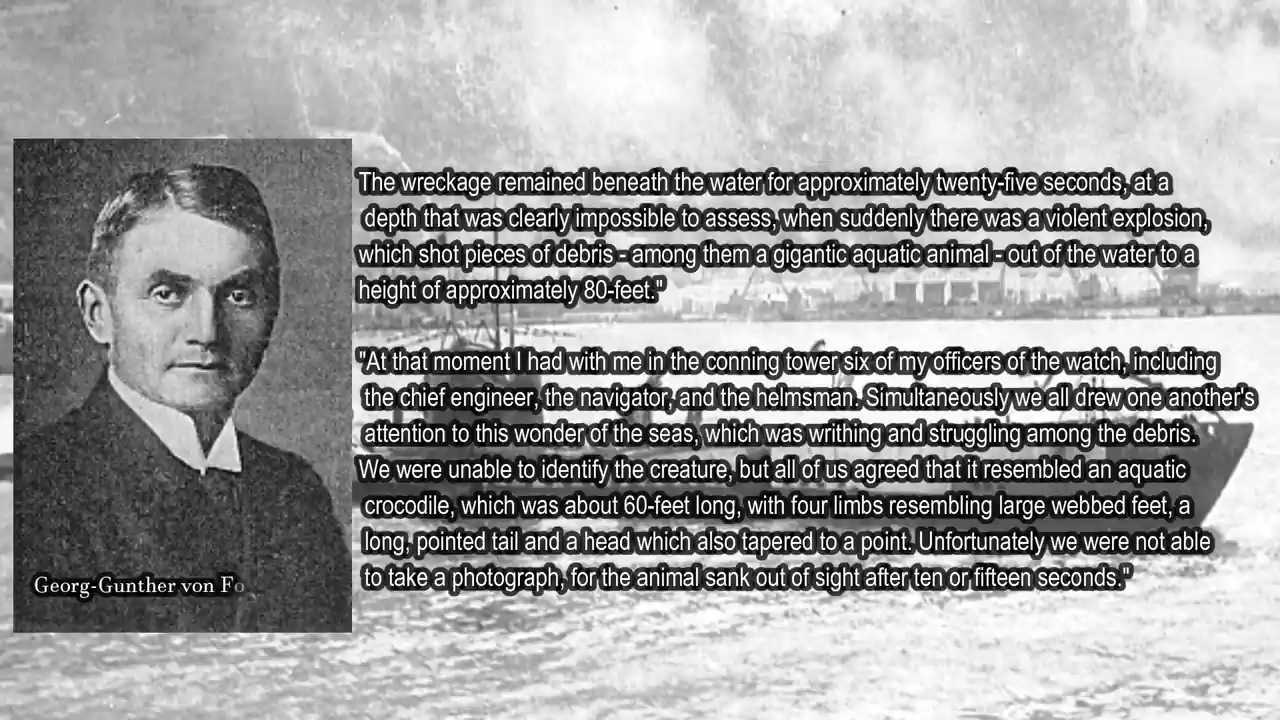 The wreckage remained beneath the water for approximately twenty-five seconds, at a
depth that was clearly impossible to assess, when suddenly there was a violent explosion,
which shot pieces of debris - among them a gigantic aquatic animal - out of the water to a
height of approximately 80-feet."
"At that moment I had with me in the conning tower six of my officers of the watch, including
the chief engineer, the navigator, and the helmsman. Simultaneously we all drew one another's
attention to this wonder of the seas, which was writhing and struggling among the debris.
We were unable to identify the creature, but all of us agreed that it resembled an aquatic
crocodile, which was about 60-feet long, with four limbs resembling large webbed feet, a
long, pointed tail and a head which also tapered to a point. Unfortunately we were not able
to take a photograph, for the animal sank out of sight after ten or fifteen seconds."
Georg-Gunther von Fo